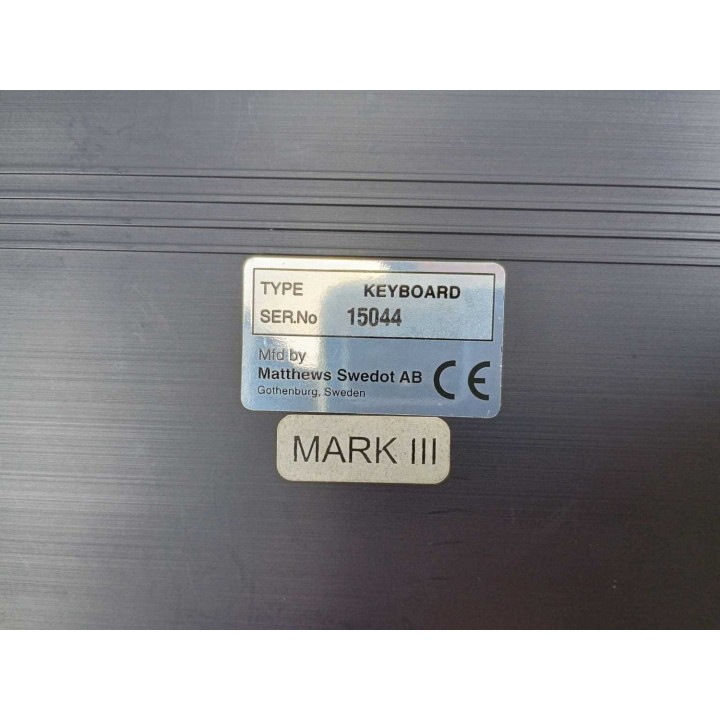 TYPE KEYBOARD
SER.No 15044
Mfd by
Matthews Swedot AB CE
Gothenburg, Sweden
MARK III